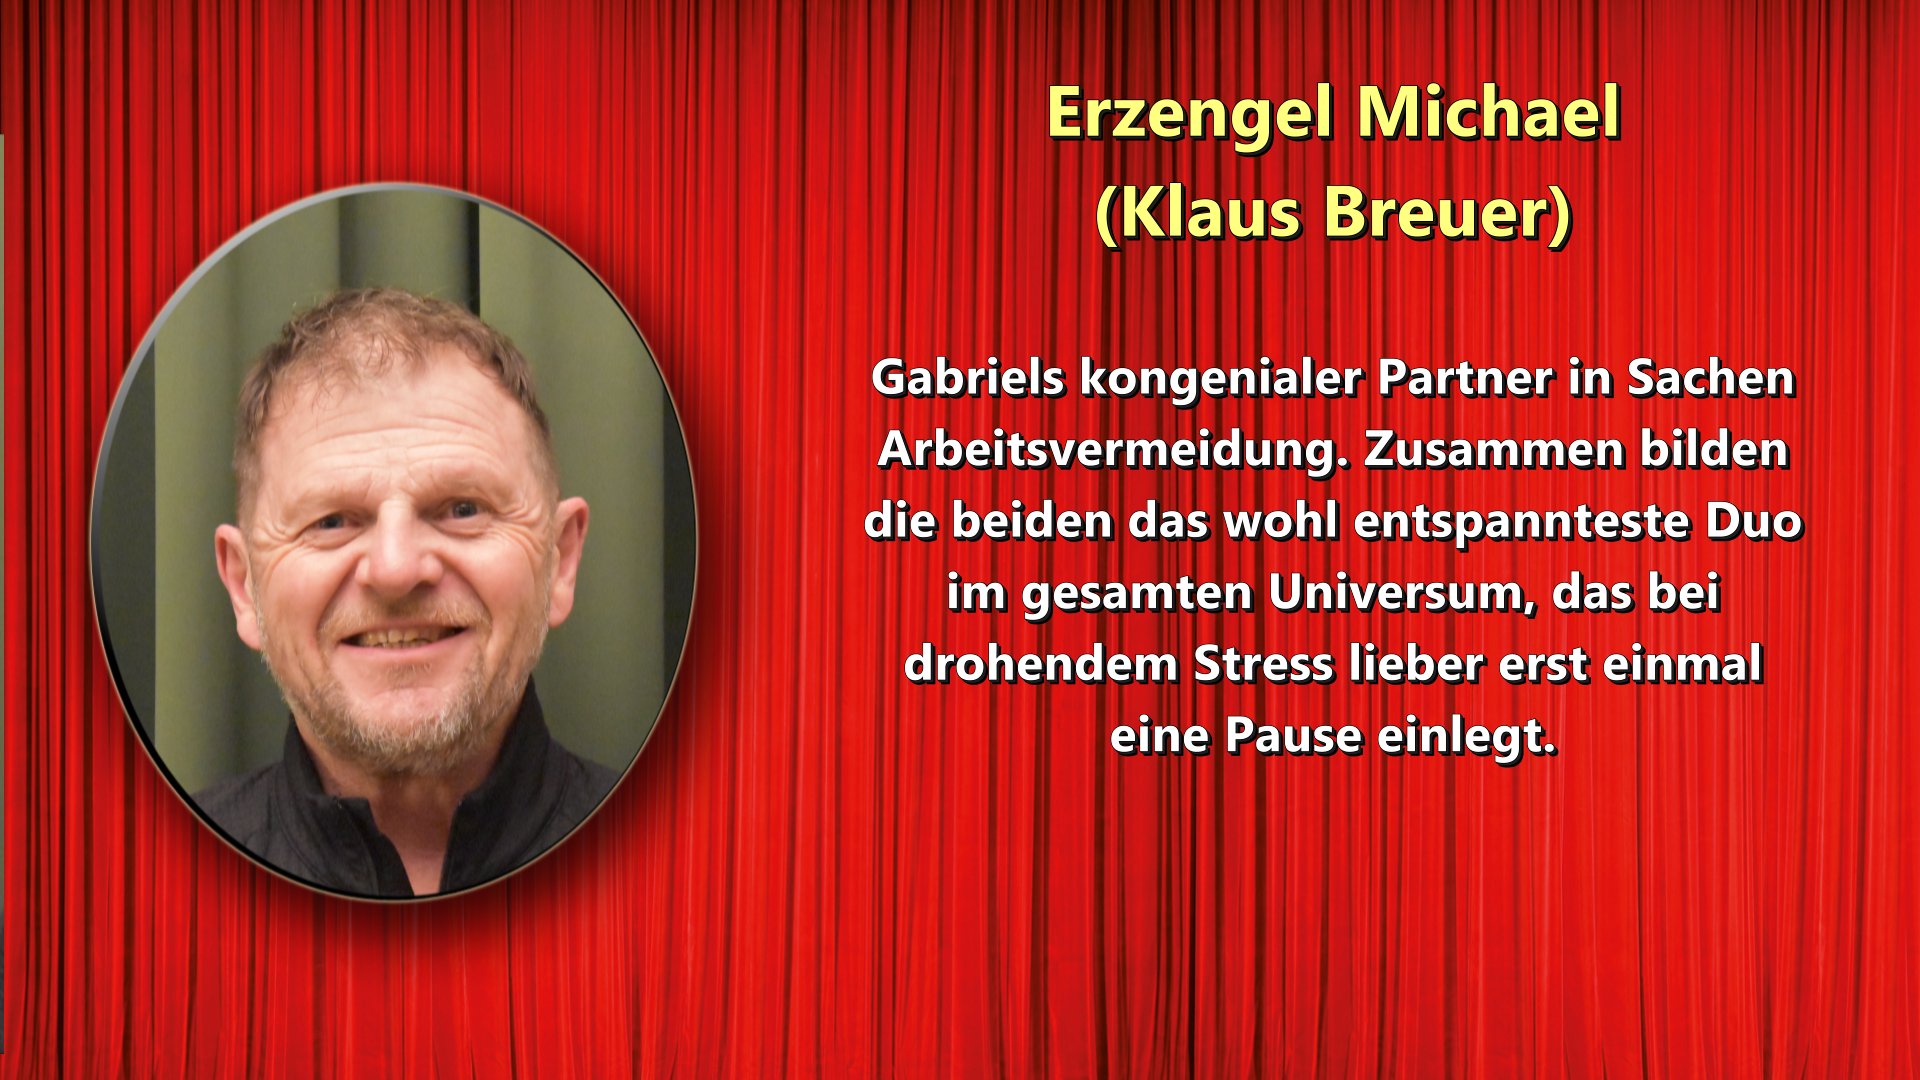 Erzengel Michael
(Klaus Breuer)
Gabriels kongenialer Partner in Sachen
Arbeitsvermeidung. Zusammen bilden
die beiden das wohl entspannteste Duo
im gesamten Universum, das bei
drohendem Stress lieber erst einmal
eine Pause einlegt.